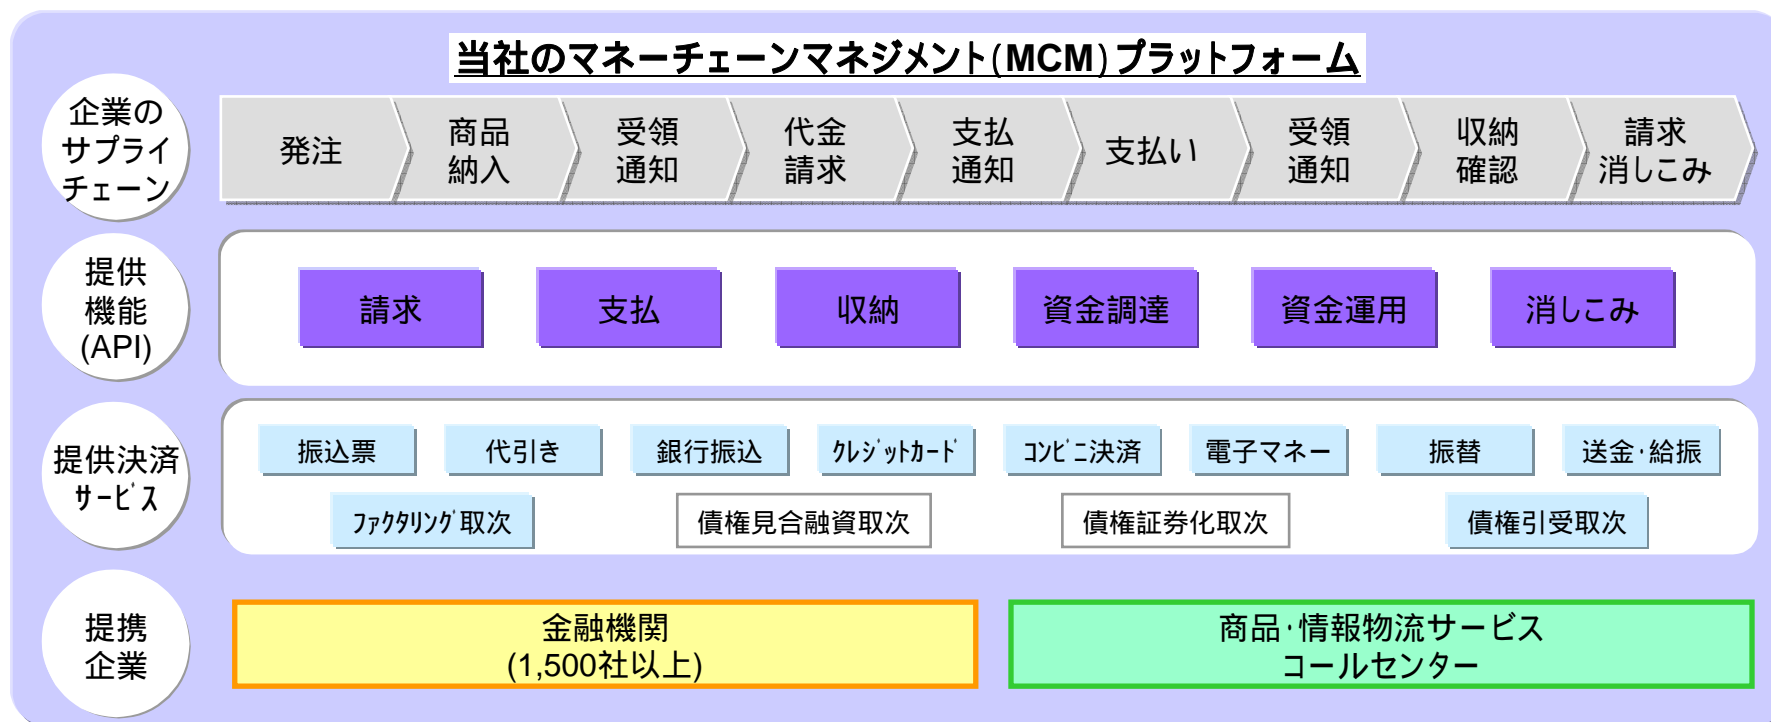 当社のマネーチェーンマネジメント(MCM)プラットフォーム
企業の
サプライ
チェーン
発注
商品
納入
受領
通知
代金
請求
支払
通知
支払い
受領
通知
収納
確認
請求
消しこみ
提供
機能
(API)
請求
支払
収納
資金調達
資金運用
消しこみ
提供決済
サービス
振込票
代引き
銀行振込
クレジットカード
コンビニ決済
電子マネー
振替
送金・給振
ファクタリング取次
債権見合融資取次
債権証券化取次
債権引受取次
提携
企業
金融機関
(1,500社以上)
商品・情報物流サービス
コールセンター